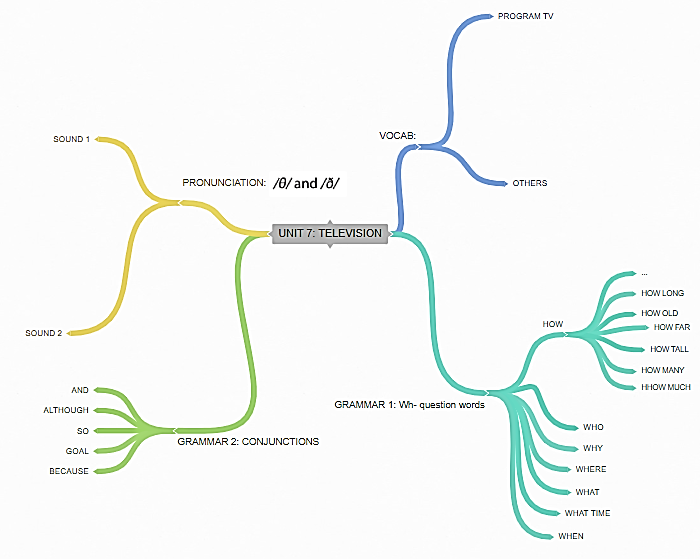 UNIT 7: TELEVISION
VOCAB:
PROGRAM TV
OTHERS
PRONUNCIATION: /θ/ and /ð/
SOUND 1
SOUND 2
GRAMMAR 1: Wh- question words
HOW
...
HOW LONG
HOW OLD
HOW FAR
HOW TALL
HOW MANY
HHOW MUCH
WHO
WHY
WHERE
WHAT
WHAT TIME
WHEN
GRAMMAR 2: CONJUNCTIONS
AND
ALTHOUGH
SO
GOAL
BECAUSE